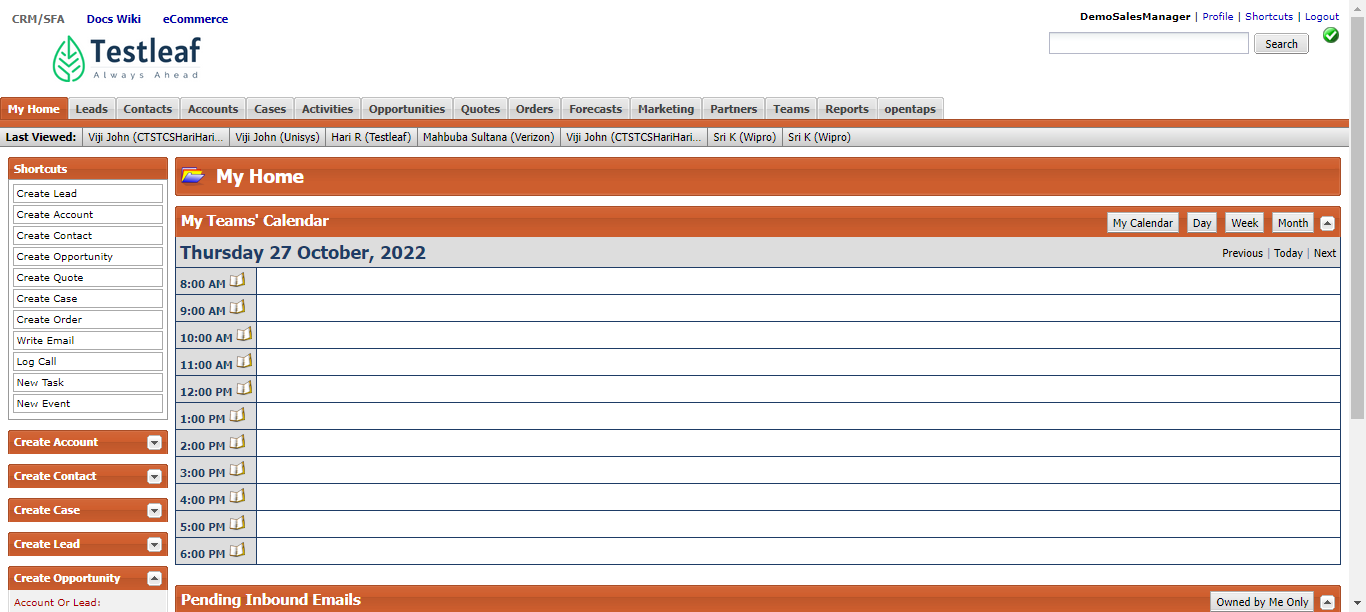 CRM/SFA Docs Wiki eCommerce
DemoSalesManager | Profile | Shortcuts | Logout
Testleaf
Always Ahead
Search
My Home Leads Contacts Accounts Cases Activities Opportunities Quotes Orders Forecasts Marketing Partners Teams Reports opentaps
Last Viewed: Viji John (CTSTCSHariHari... Viji John (Unisys) Hari R (Testleaf) Mahbuba Sultana (Verizon) Viji John (CTSTCSHariHari... Sri K (Wipro) Sri K (Wipro)
Shortcuts
Create Lead
Create Account
Create Contact
Create Opportunity
Create Quote
Create Case
Create Order
Write Email
Log Call
New Task
New Event
Create Account
Create Contact
Create Case
Create Lead
Create Opportunity
Account Or Lead:
My Home
My Teams' Calendar My Calendar Day Week Month
Thursday 27 October, 2022 Previous | Today | Next
8:00 AM
9:00 AM
10:00 AM
11:00 AM
12:00 PM
1:00 PM
2:00 PM
3:00 PM
4:00 PM
5:00 PM
6:00 PM
Pending Inbound Emails Owned by Me Only